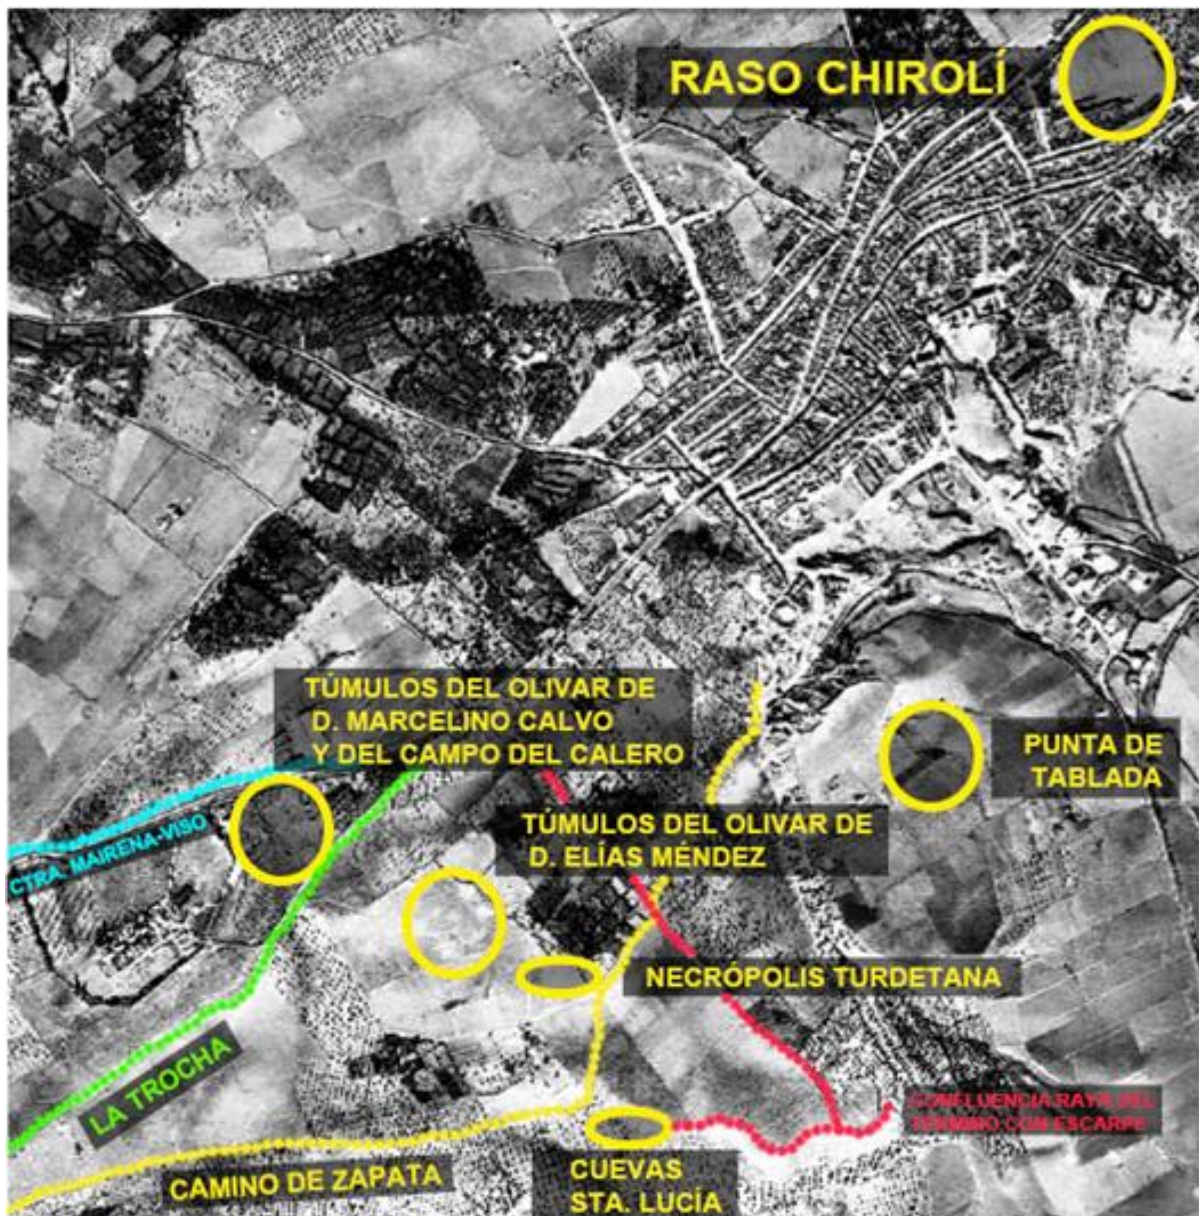 RASO CHIROLÍ
TÚMULOS DEL OLIVAR DE
D. MARCELINO CALVO
Y DEL CAMPO DEL CALERO
PUNTA DE
TABLADA
CTRA. MAIRENA-VISO
TÚMULOS DEL OLIVAR DE
D. ELÍAS MÉNDEZ
NECRÓPOLIS TURDETANA
LA TROCHA
CONFLUENCIA RAYA DEL
TÉRMINO CON ESCARPE
CAMINO DE ZAPATA
CUEVAS
STA. LUCÍA